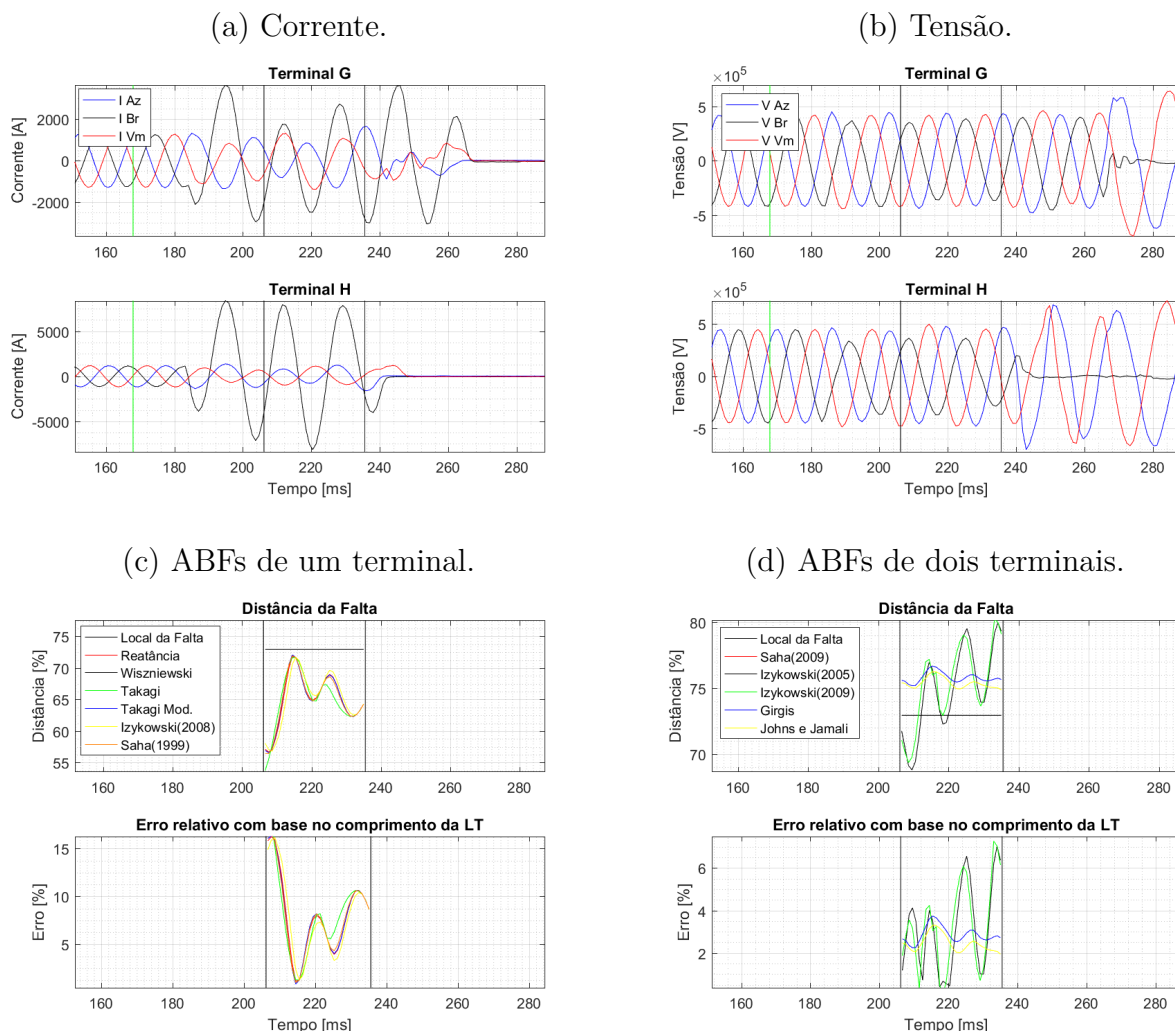 (a) Corrente.
Terminal G
Corrente [A]
2000
0
-2000
I Az
I Br
I Vm
160 180 200 220 240 260 280
Terminal H
Corrente [A]
5000
0
-5000
160 180 200 220 240 260 280
Tempo [ms]
(b) Tensão.
×10⁵
Terminal G
Tensão [V]
5
0
-5
V Az
V Br
V Vm
160 180 200 220 240 260 280
×10⁵
Terminal H
Tensão [V]
5
0
-5
160 180 200 220 240 260 280
Tempo [ms]
(c) ABFs de um terminal.
Distância da Falta
Distância [%]
75
70
65
60
55
Local da Falta
Reatância
Wiszniewski
Takagi
Takagi Mod.
Izykowski(2008)
Saha(1999)
160 180 200 220 240 260 280
Erro relativo com base no comprimento da LT
Erro [%]
15
10
5
160 180 200 220 240 260 280
Tempo [ms]
(d) ABFs de dois terminais.
Distância da Falta
Distância [%]
80
75
70
Local da Falta
Saha(2009)
Izykowski(2005)
Izykowski(2009)
Girgis
Johns e Jamali
160 180 200 220 240 260 280
Erro relativo com base no comprimento da LT
Erro [%]
6
4
2
160 180 200 220 240 260 280
Tempo [ms]